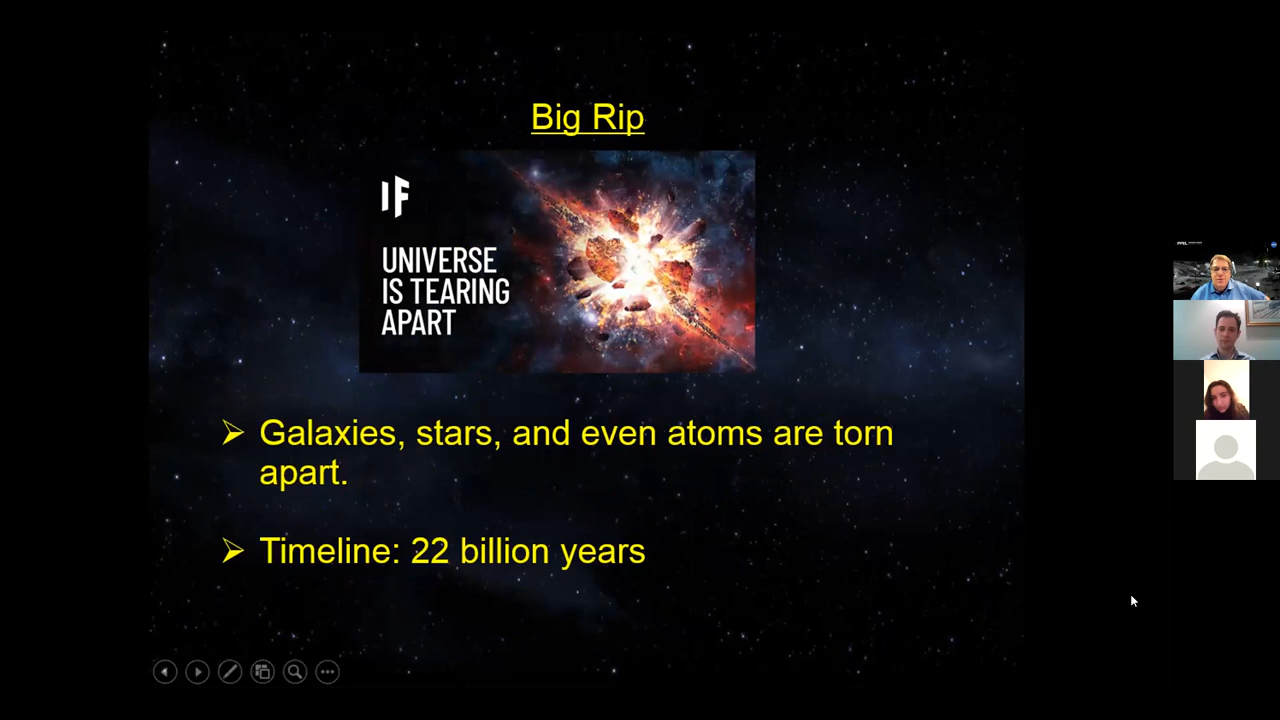 Big Rip
IF
UNIVERSE
IS TEARING
APART
➢ Galaxies, stars, and even atoms are torn
apart.
➢ Timeline: 22 billion years